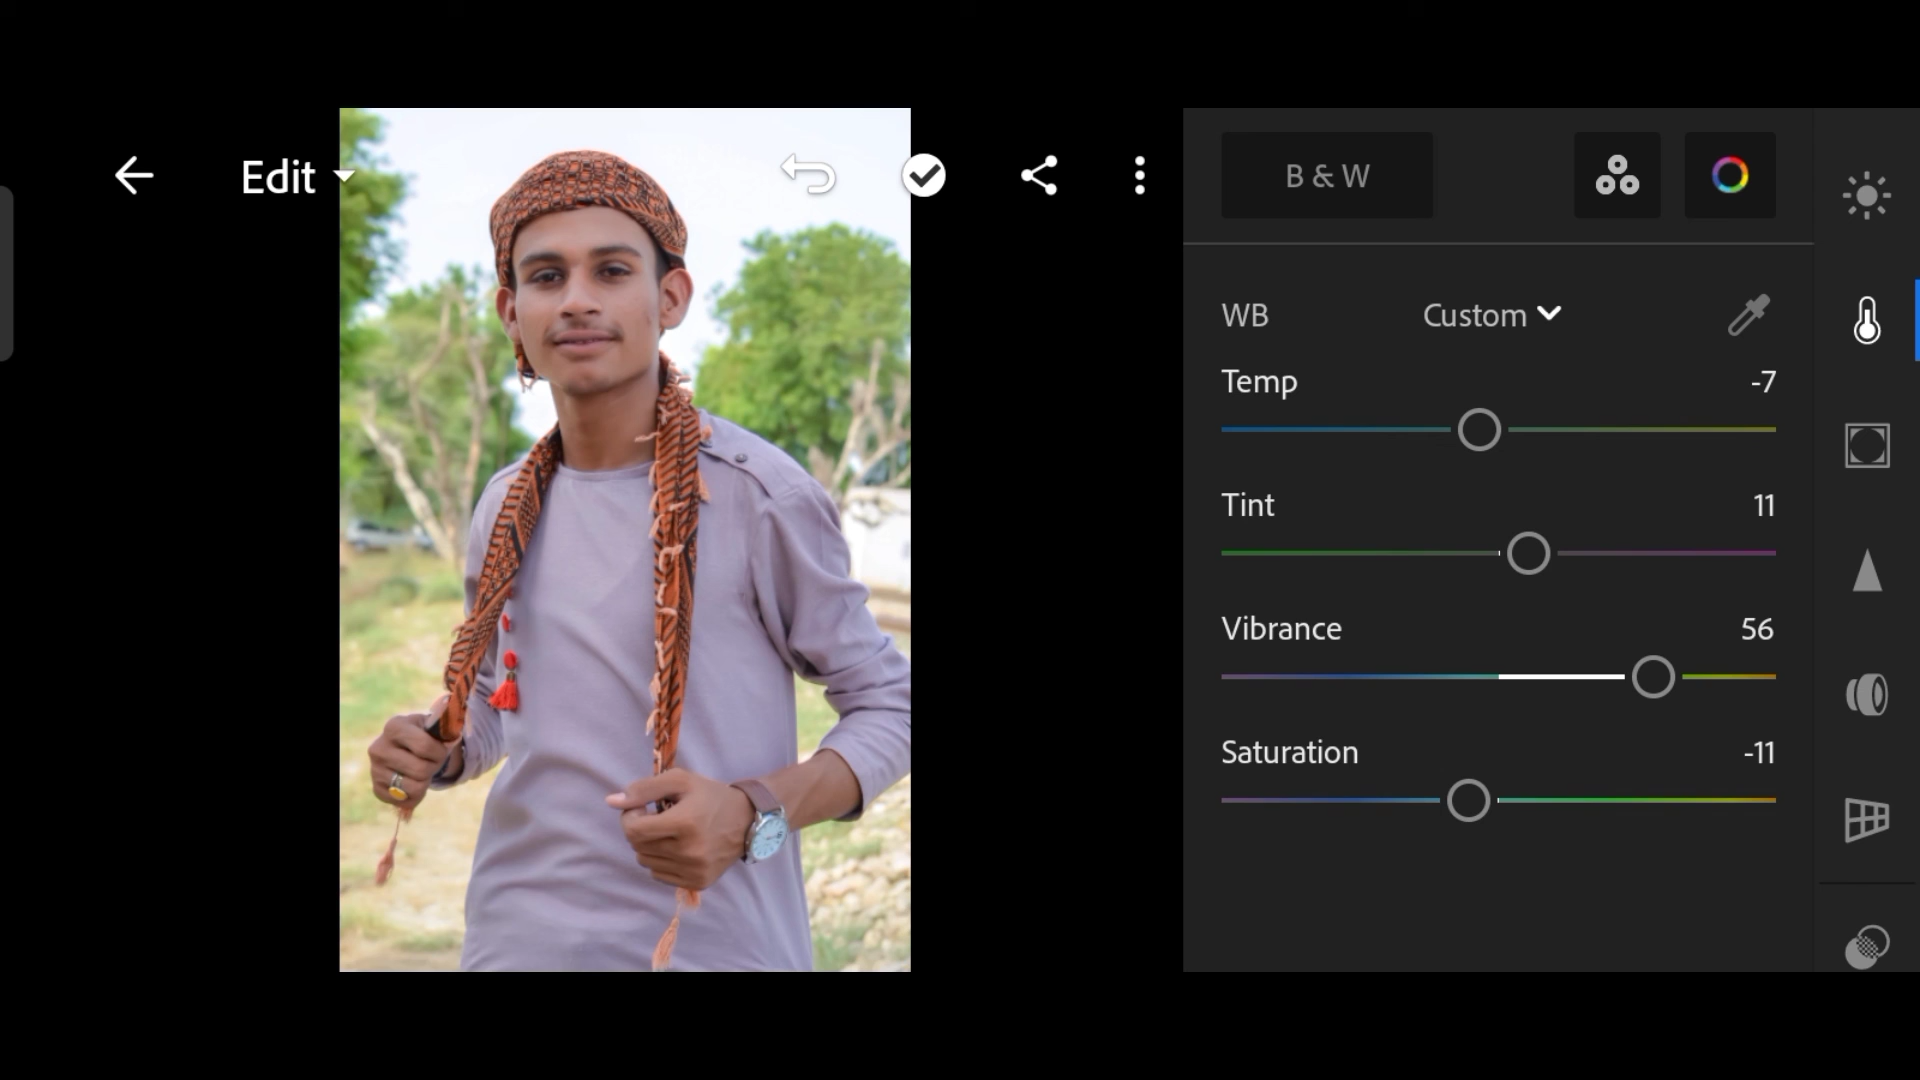 Edit
B & W
WB Custom
Temp -7
Tint 11
Vibrance 56
Saturation -11